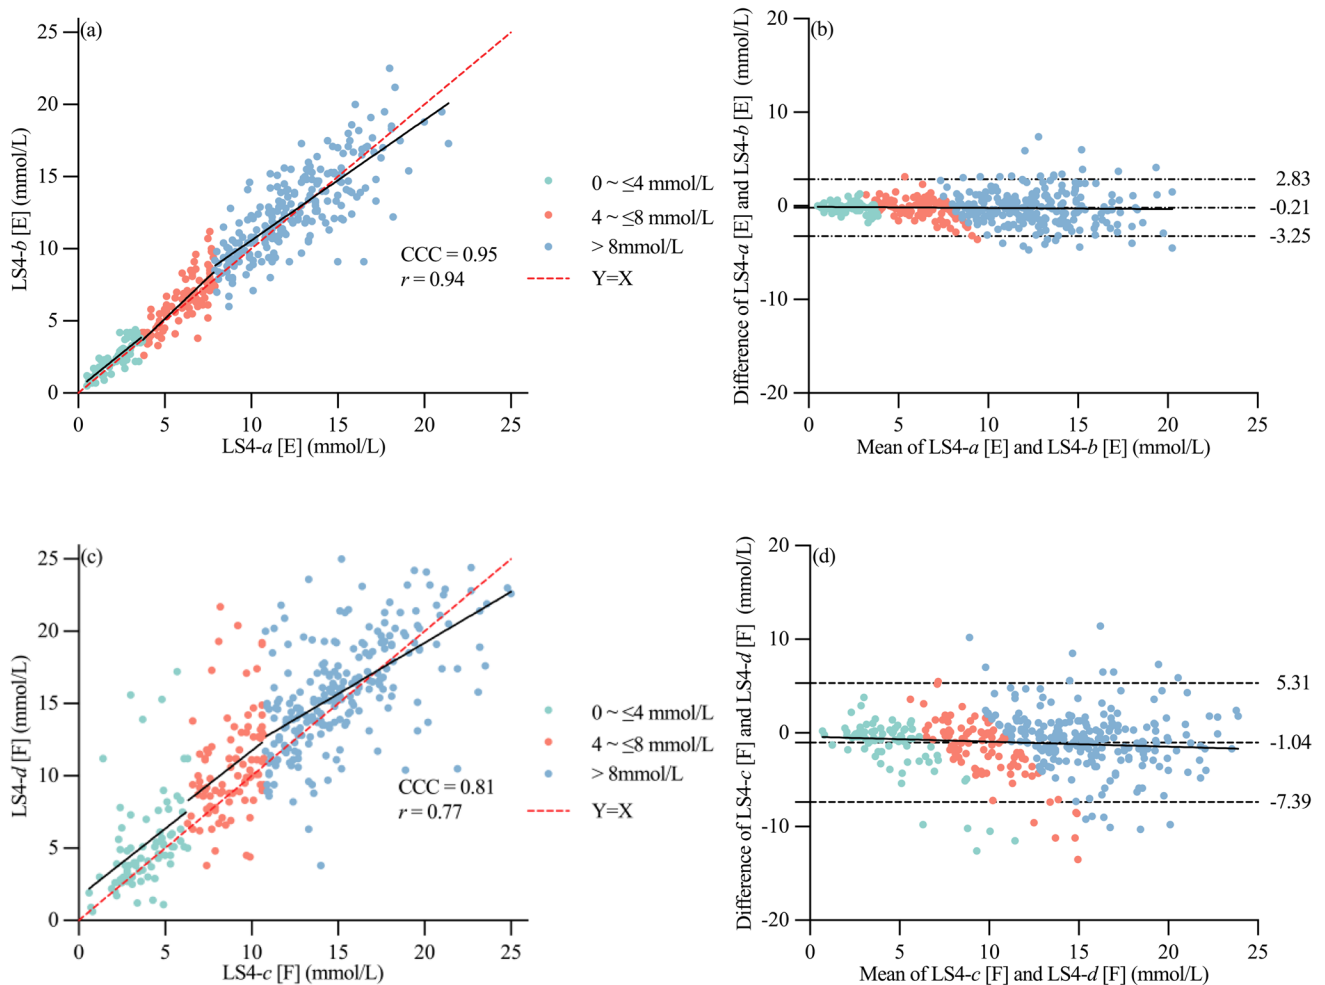 (a)
25
20
15
10
5
0
LS4-b [E] (mmol/L)
0 5 10 15 20 25
LS4-a [E] (mmol/L)
CCC = 0.95
r = 0.94
0 ~ ≤4 mmol/L
4 ~ ≤8 mmol/L
> 8mmol/L
Y=X
(b)
20
10
0
-10
-20
Difference of LS4-a [E] and LS4-b [E] (mmol/L)
2.83
-0.21
-3.25
0 5 10 15 20 25
Mean of LS4-a [E] and LS4-b [E] (mmol/L)
(c)
25
20
15
10
5
0
LS4-d [F] (mmol/L)
0 5 10 15 20 25
LS4-c [F] (mmol/L)
CCC = 0.81
r = 0.77
0 ~ ≤4 mmol/L
4 ~ ≤8 mmol/L
> 8mmol/L
Y=X
(d)
20
10
0
-10
-20
Difference of LS4-c [F] and LS4-d [F] (mmol/L)
5.31
-1.04
-7.39
0 5 10 15 20 25
Mean of LS4-c [F] and LS4-d [F] (mmol/L)